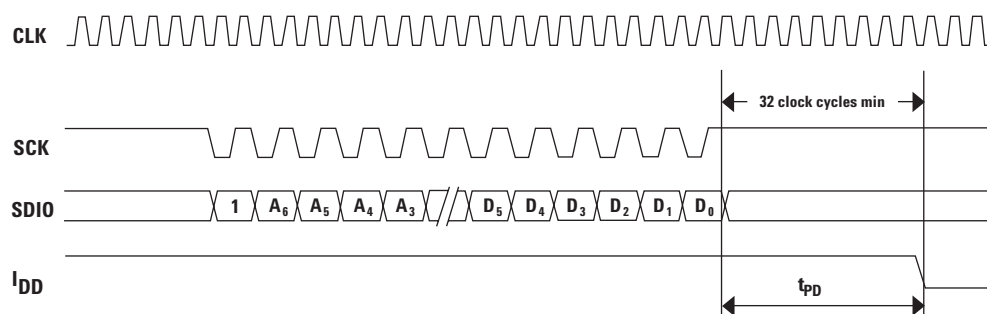 CLK
32 clock cycles min
SCK
SDIO 1 A6 A5 A4 A3 D5 D4 D3 D2 D1 D0
IDD
tPD